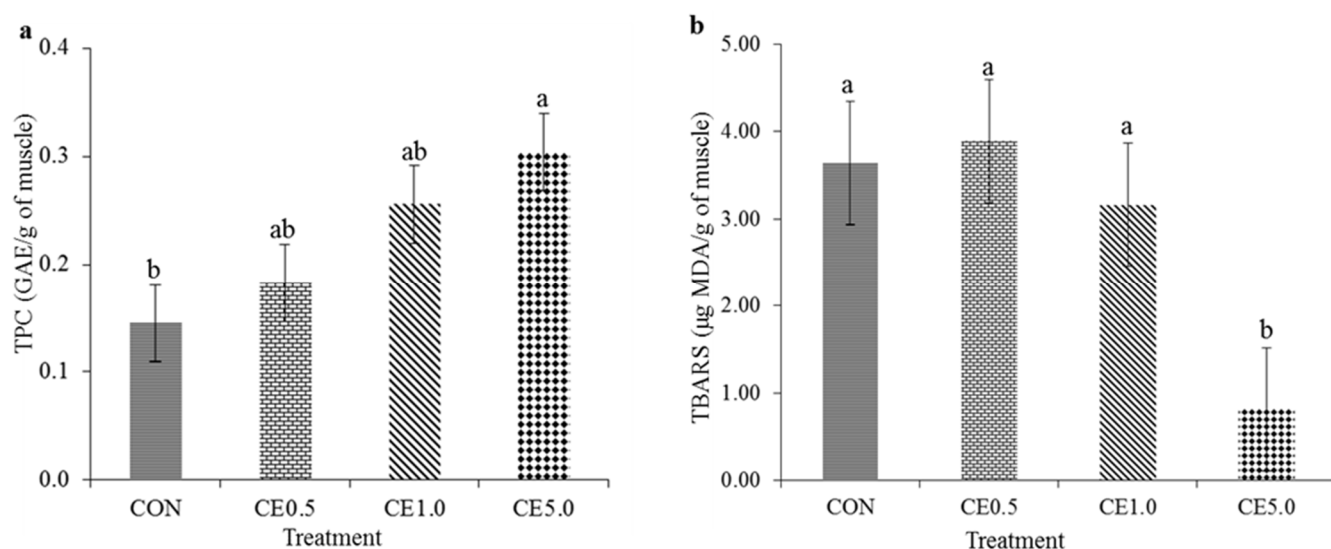 a
TPC (GAE/g of muscle)
0.4
0.3
0.2
0.1
0.0
b
ab
ab
a
CON CE0.5 CE1.0 CE5.0
Treatment
b
TBARS (µg MDA/g of muscle)
5.00
4.00
3.00
2.00
1.00
0.00
a
a
a
b
CON CE0.5 CE1.0 CE5.0
Treatment